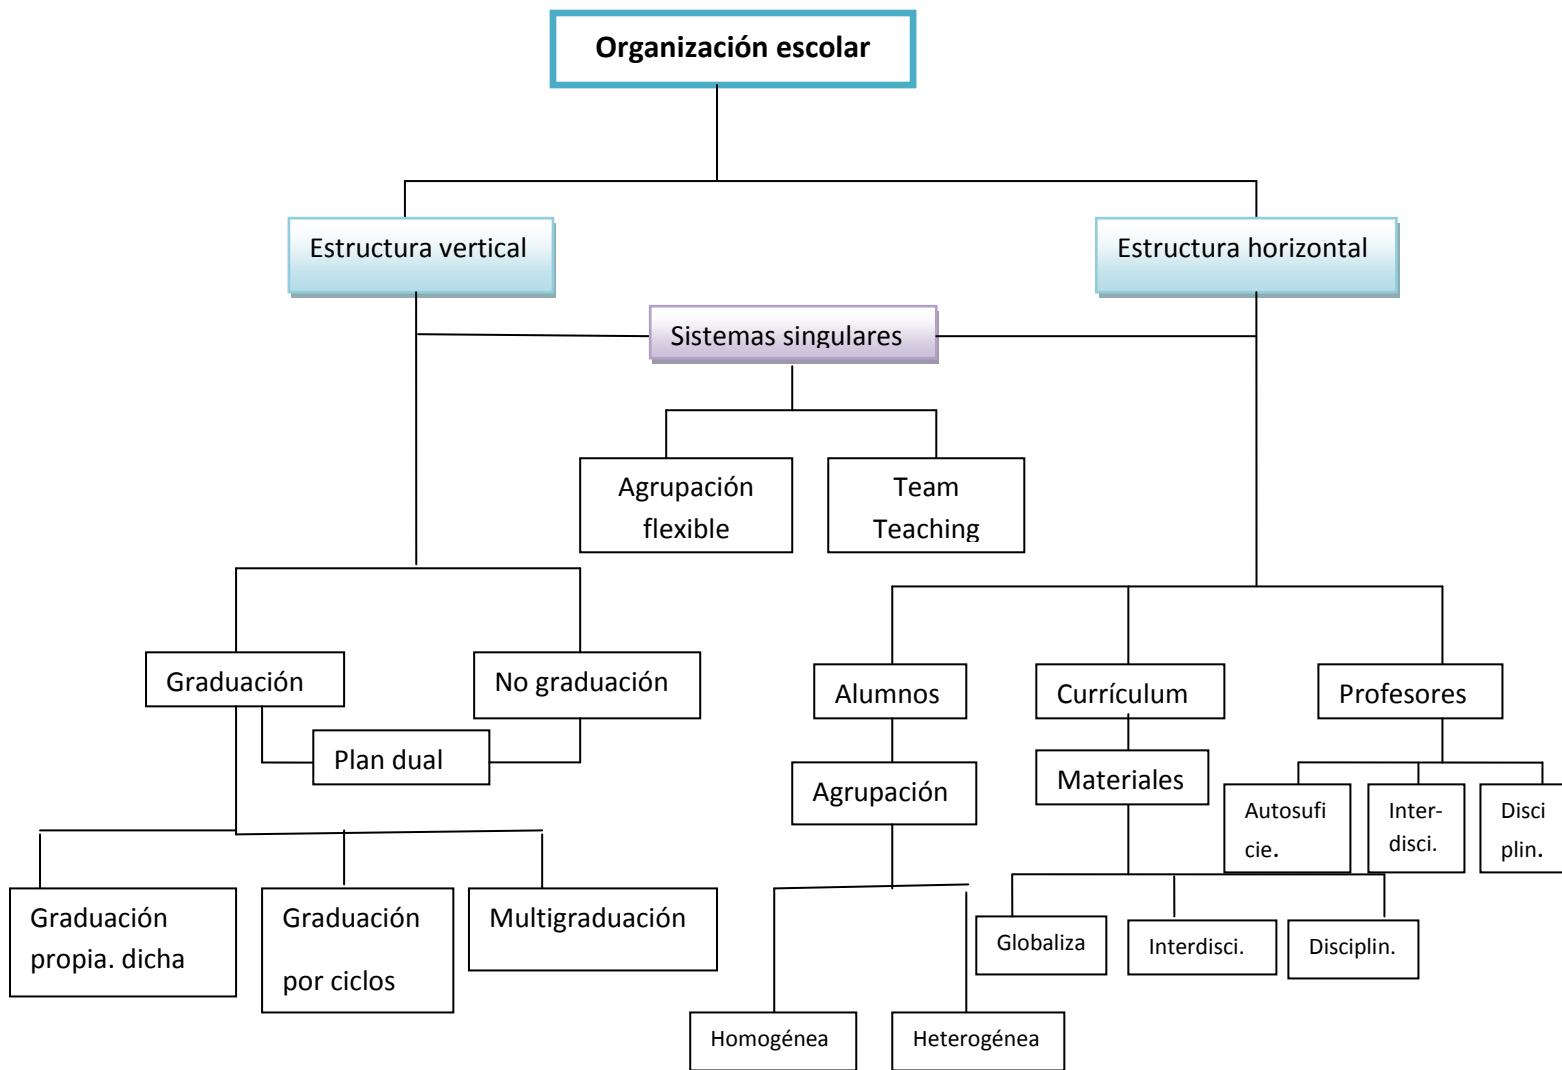 Organización escolar
Estructura vertical
Estructura horizontal
Sistemas singulares
Agrupación
flexible
Team
Teaching
Graduación
No graduación
Plan dual
Alumnos
Currículum
Profesores
Agrupación
Materiales
Autosufi
cie.
Inter-
disci.
Disci
plin.
Graduación
propia. dicha
Graduación
por ciclos
Multigraduación
Globaliza
Interdisci.
Disciplin.
Homogénea
Heterogénea